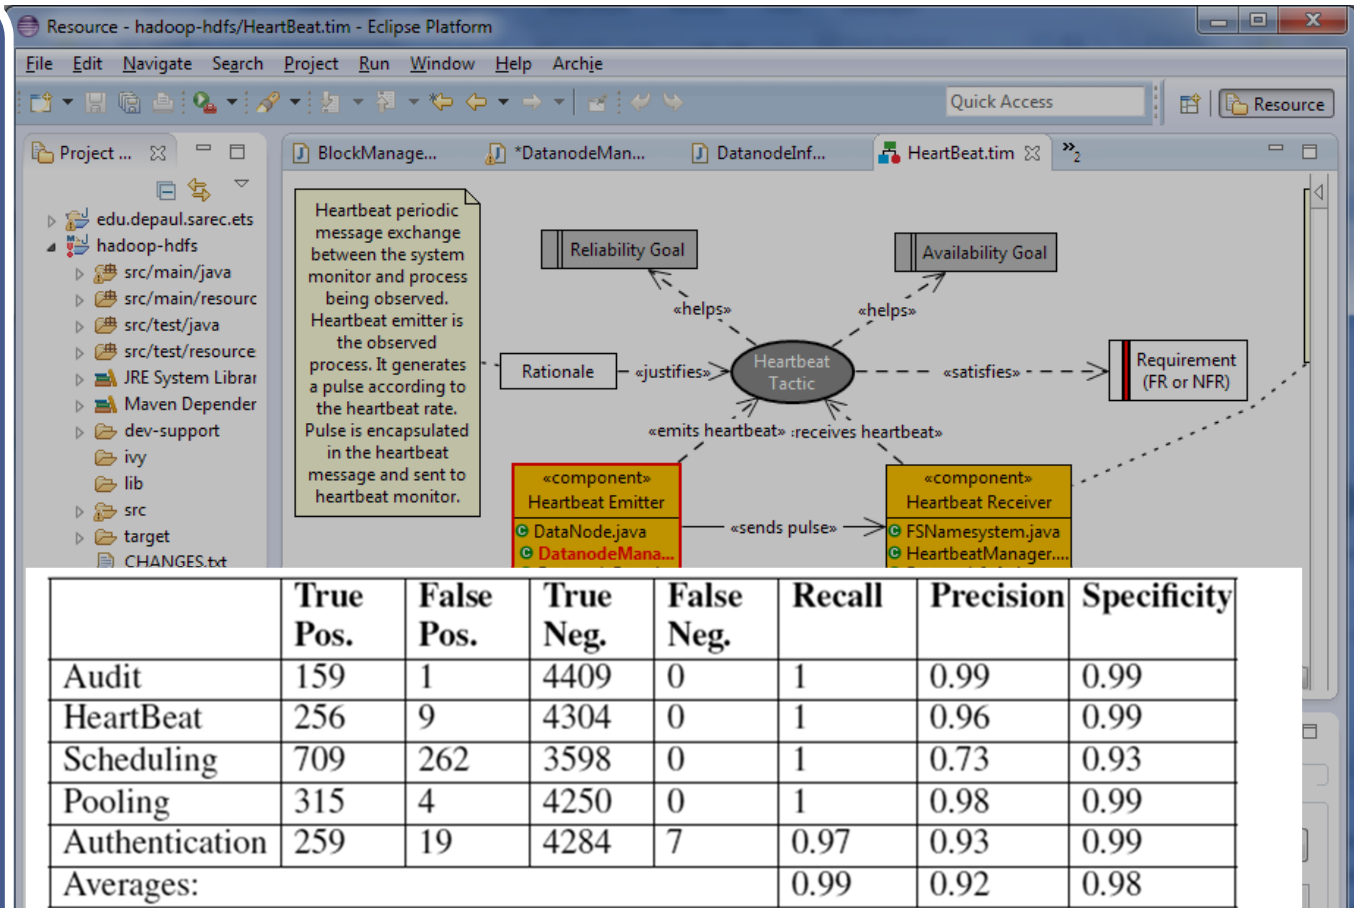 Resource - hadoop-hdfs/HeartBeat.tim - Eclipse Platform
File Edit Navigate Search Project Run Window Help Archie
Quick Access
Resource
Project ...
BlockManage...
*DatanodeMan...
DatanodeInf...
HeartBeat.tim
»2
edu.depaul.sarec.ets
hadoop-hdfs
src/main/java
src/main/resourc
src/test/java
src/test/resource
JRE System Librar
Maven Depender
dev-support
ivy
lib
src
target
CHANGES.txt
Heartbeat periodic
message exchange
between the system
monitor and process
being observed.
Heartbeat emitter is
the observed
process. It generates
a pulse according to
the heartbeat rate.
Pulse is encapsulated
in the heartbeat
message and sent to
heartbeat monitor.
Reliability Goal
Availability Goal
«helps»
«helps»
Rationale
«justifies»
Heartbeat
Tactic
«satisfies»
Requirement
(FR or NFR)
«emits heartbeat»
:receives heartbeat»
«component»
Heartbeat Emitter
DataNode.java
DatanodeMana...
«sends pulse»
«component»
Heartbeat Receiver
FSNamesystem.java
HeartbeatManager....
True Pos. False Pos. True Neg. False Neg. Recall Precision Specificity
Audit 159 1 4409 0 1 0.99 0.99
HeartBeat 256 9 4304 0 1 0.96 0.99
Scheduling 709 262 3598 0 1 0.73 0.93
Pooling 315 4 4250 0 1 0.98 0.99
Authentication 259 19 4284 7 0.97 0.93 0.99
Averages: 0.99 0.92 0.98